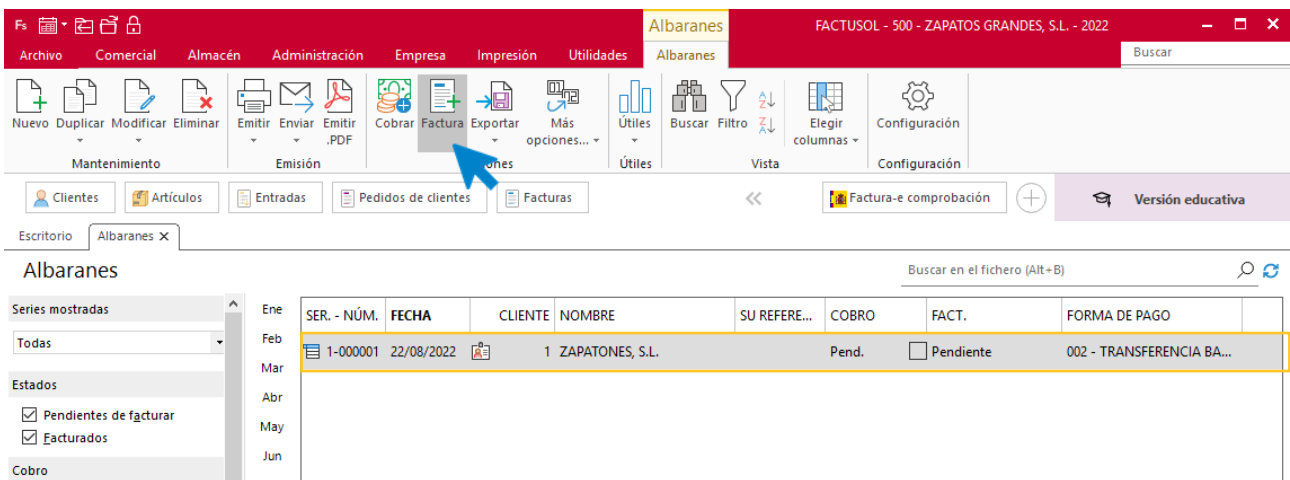 Fs
Albaranes
FACTUSOL - 500 - ZAPATOS GRANDES, S.L. - 2022
Archivo Comercial Almacén Administración Empresa Impresión Utilidades Albaranes Buscar
Nuevo Duplicar Modificar Eliminar Emitir Enviar Emitir .PDF Cobrar Factura Exportar Más opciones... Útiles Buscar Filtro Elegir columnas Configuración
Mantenimiento Emisión Útiles Vista Configuración
Clientes Artículos Entradas Pedidos de clientes Facturas Factura-e comprobación Versión educativa
Escritorio Albaranes X
Albaranes Buscar en el fichero (Alt+B)
Series mostradas
Todas
Estados
Pendientes de facturar
Facturados
Cobro
Ene
Feb
Mar
Abr
May
Jun
SER. - NÚM. FECHA CLIENTE NOMBRE SU REFERE... COBRO FACT. FORMA DE PAGO
1-000001 22/08/2022 1 ZAPATONES, S.L. Pend. Pendiente 002 - TRANSFERENCIA BA...